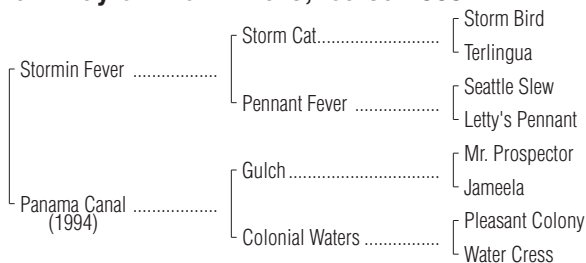 Storm Bird
Storm Cat
Terlingua
Stormin Fever
Seattle Slew
Pennant Fever
Letty's Pennant
Mr. Prospector
Gulch
Jameela
Panama Canal
(1994)
Pleasant Colony
Colonial Waters
Water Cress